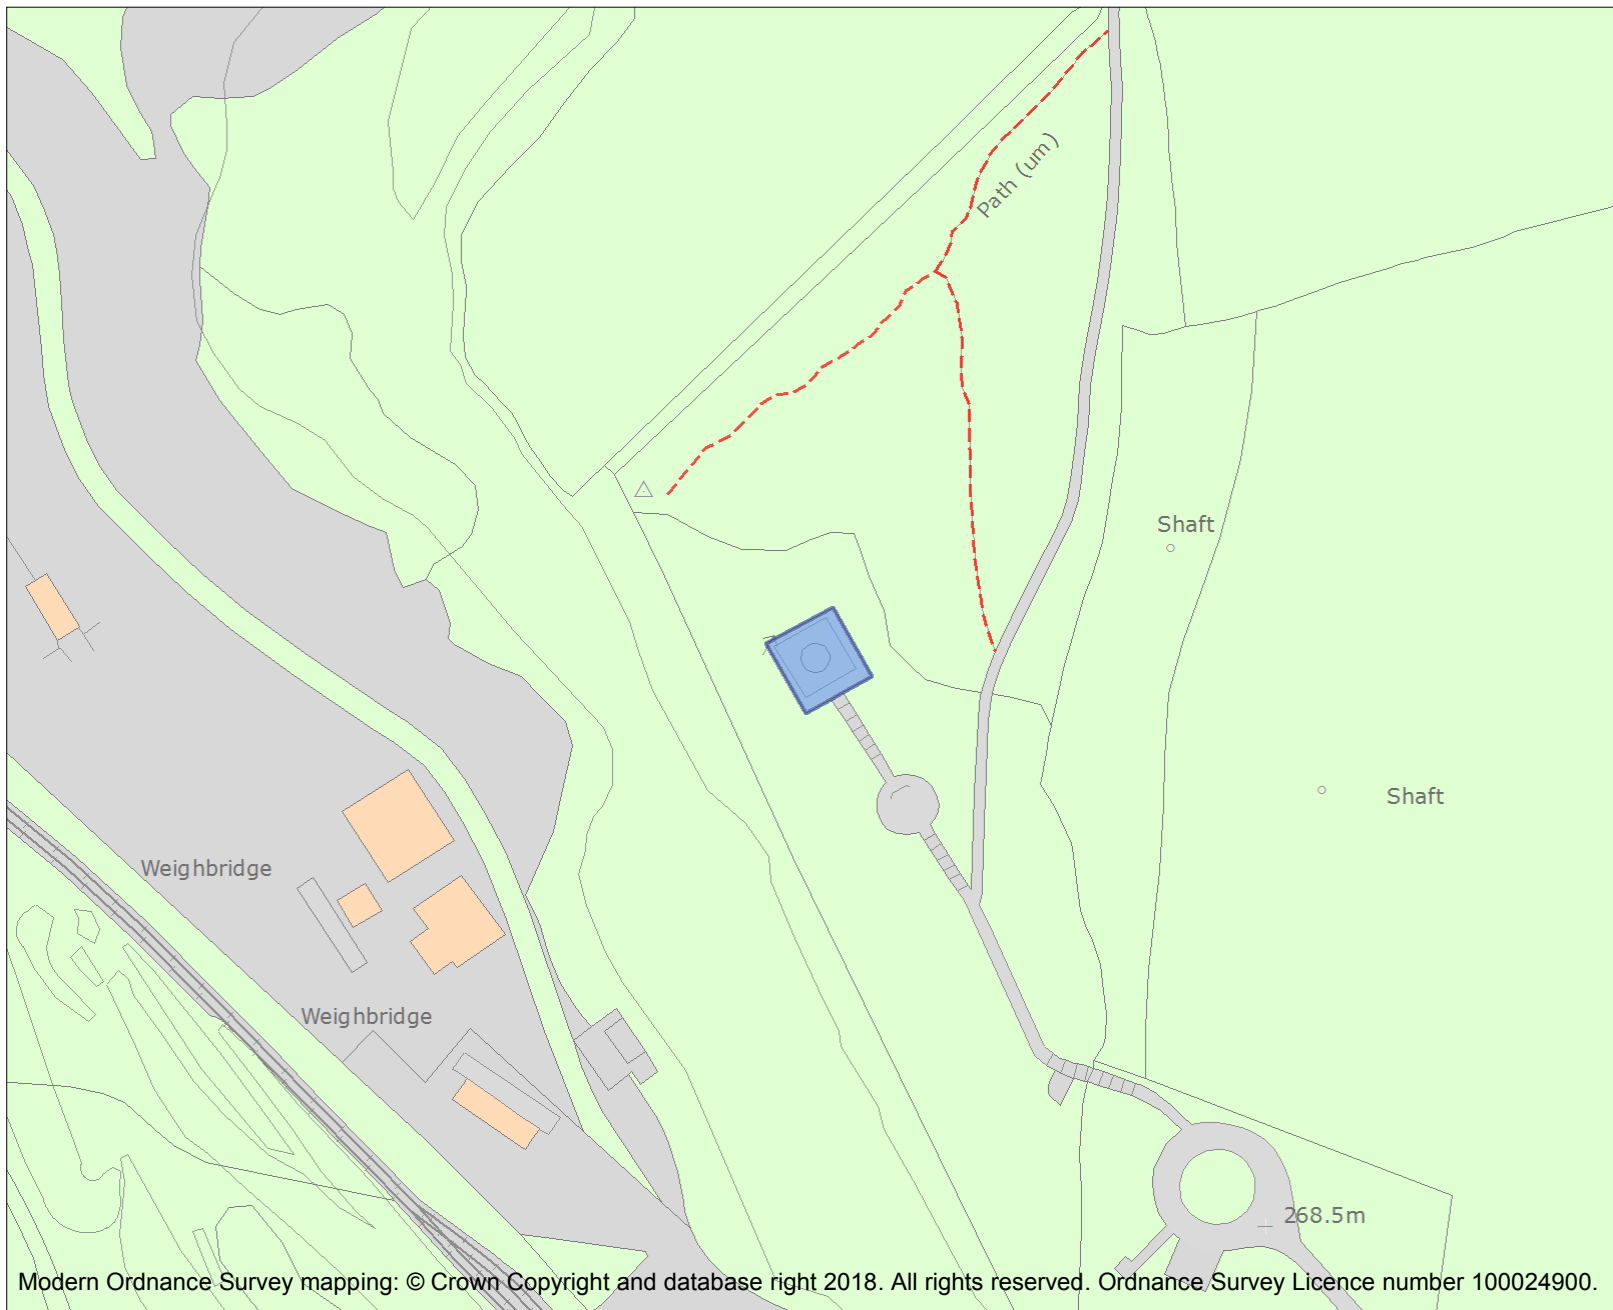 Path (um)
Shaft
Shaft
Weighbridge
Weighbridge
268.5m
Modern Ordnance Survey mapping: © Crown Copyright and database right 2018. All rights reserved. Ordnance Survey Licence number 100024900.